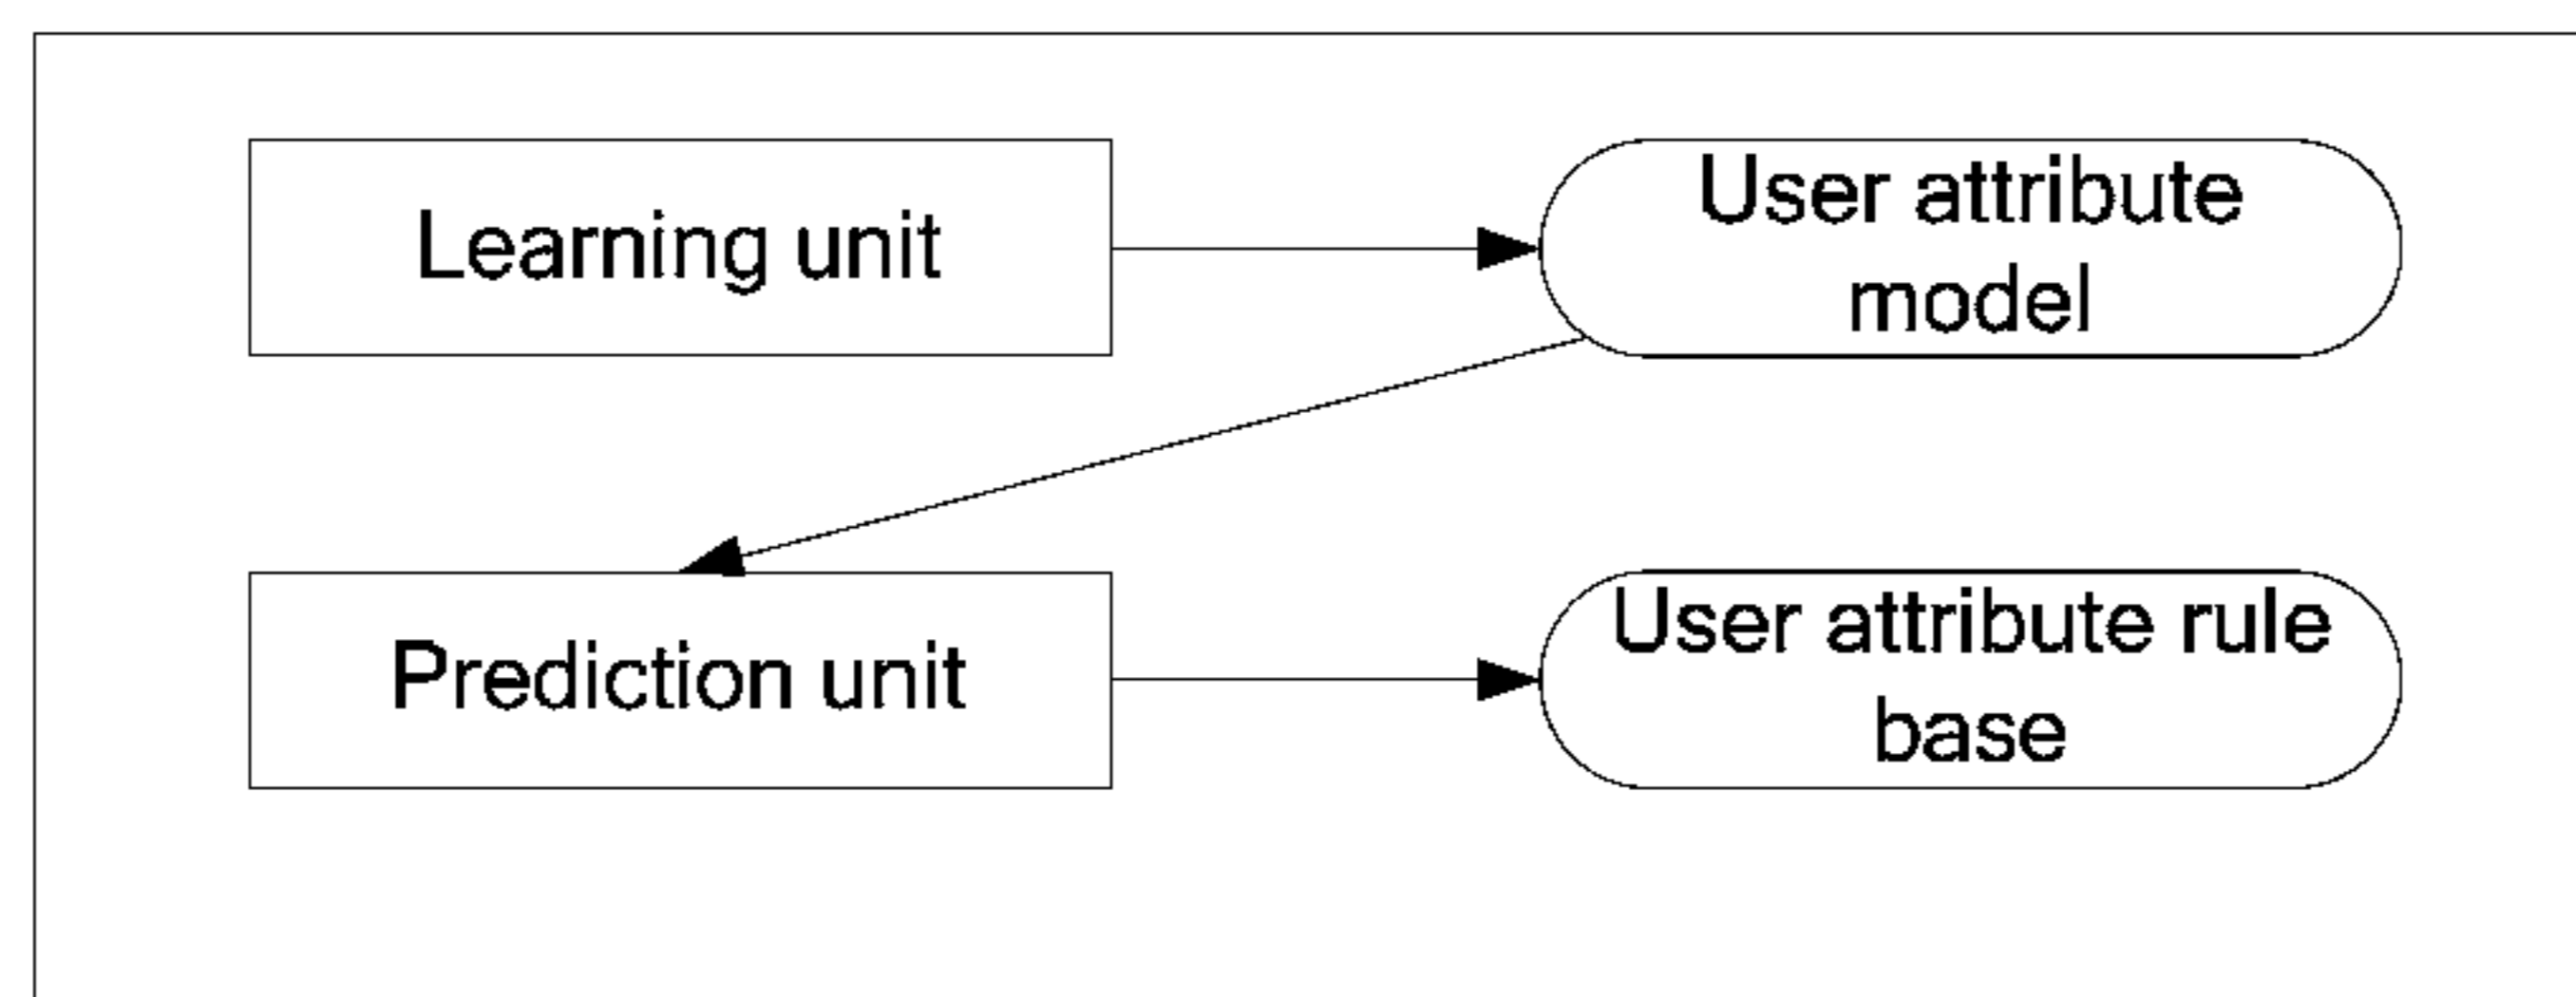 Learning unit
User attribute
model
Prediction unit
User attribute rule
base